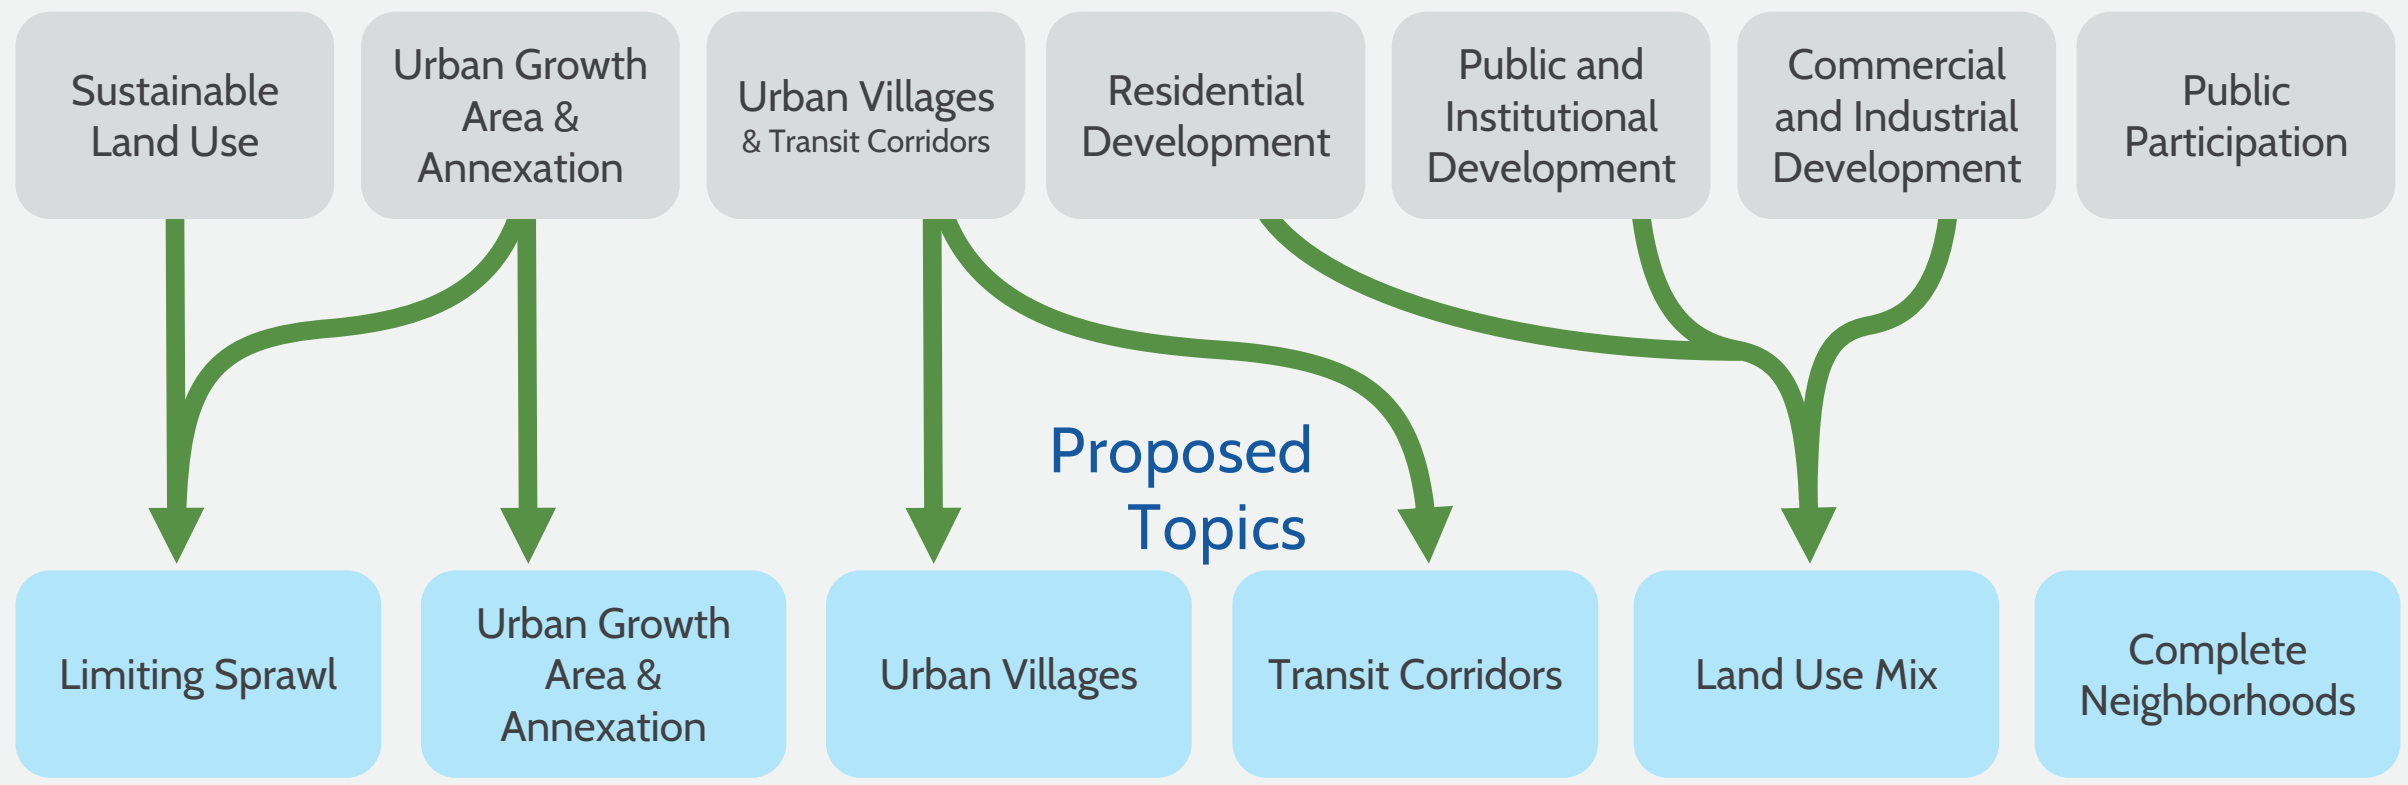 Sustainable
Land Use
Urban Growth
Area &
Annexation
Urban Villages
& Transit Corridors
Residential
Development
Public and
Institutional
Development
Commercial
and Industrial
Development
Public
Participation
Proposed
Topics
Limiting Sprawl
Urban Growth
Area &
Annexation
Urban Villages
Transit Corridors
Land Use Mix
Complete
Neighborhoods